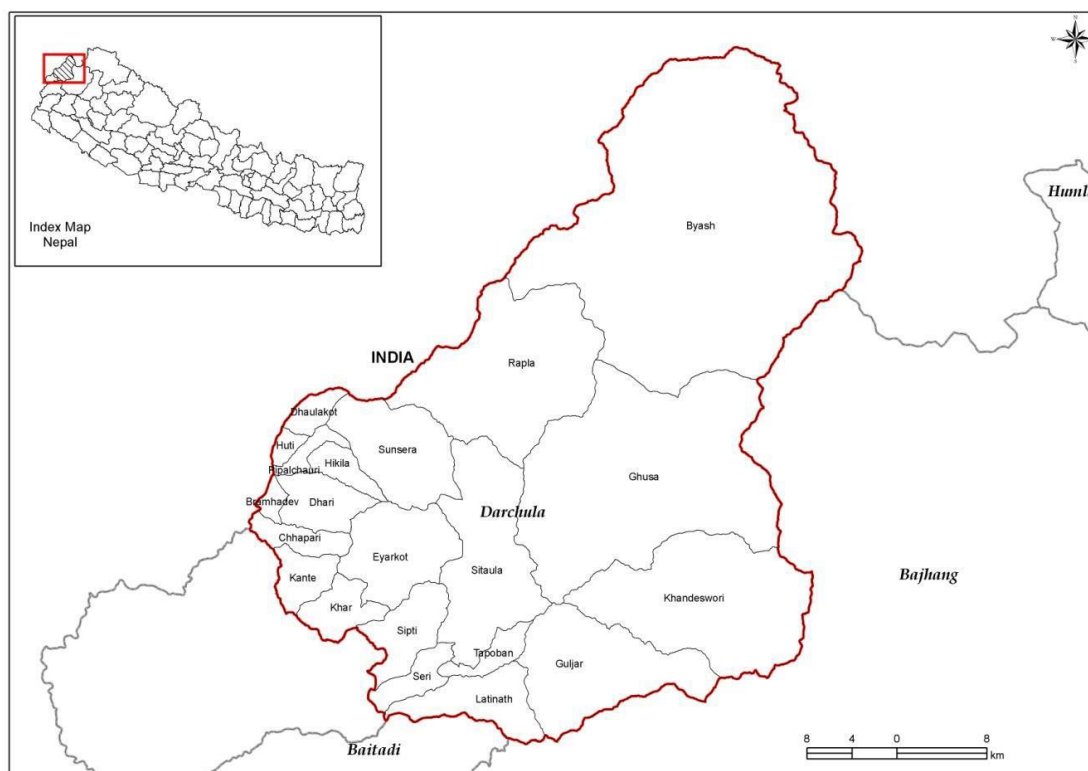 N
W
E
S
Index Map
Nepal
Byash
Humla
INDIA
Rapla
Dhaulakot
Huti
Sunsera
Hikila
Pipalchauri
Ghusa
Bramhadev
Dhari
Darchula
Chhapari
Eyarkot
Sitaula
Kante
Bajhang
Khandeswori
Khar
Sipti
Tapoban
Guljar
Seri
Latinath
Baitadi
8 4 0 8
km